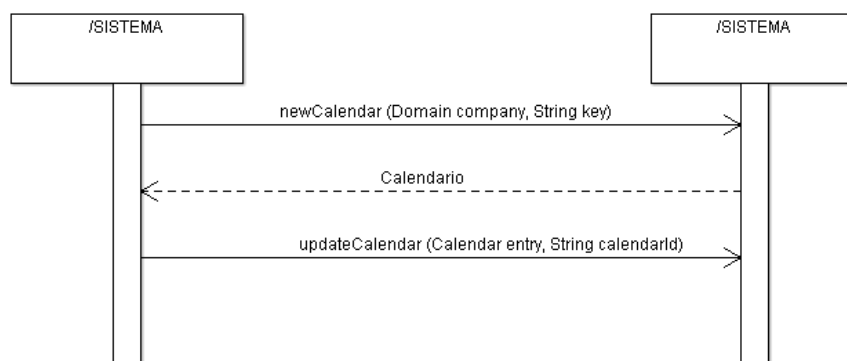 /SISTEMA
/SISTEMA
newCalendar (Domain company, String key)
Calendario
updateCalendar (Calendar entry, String calendarId)